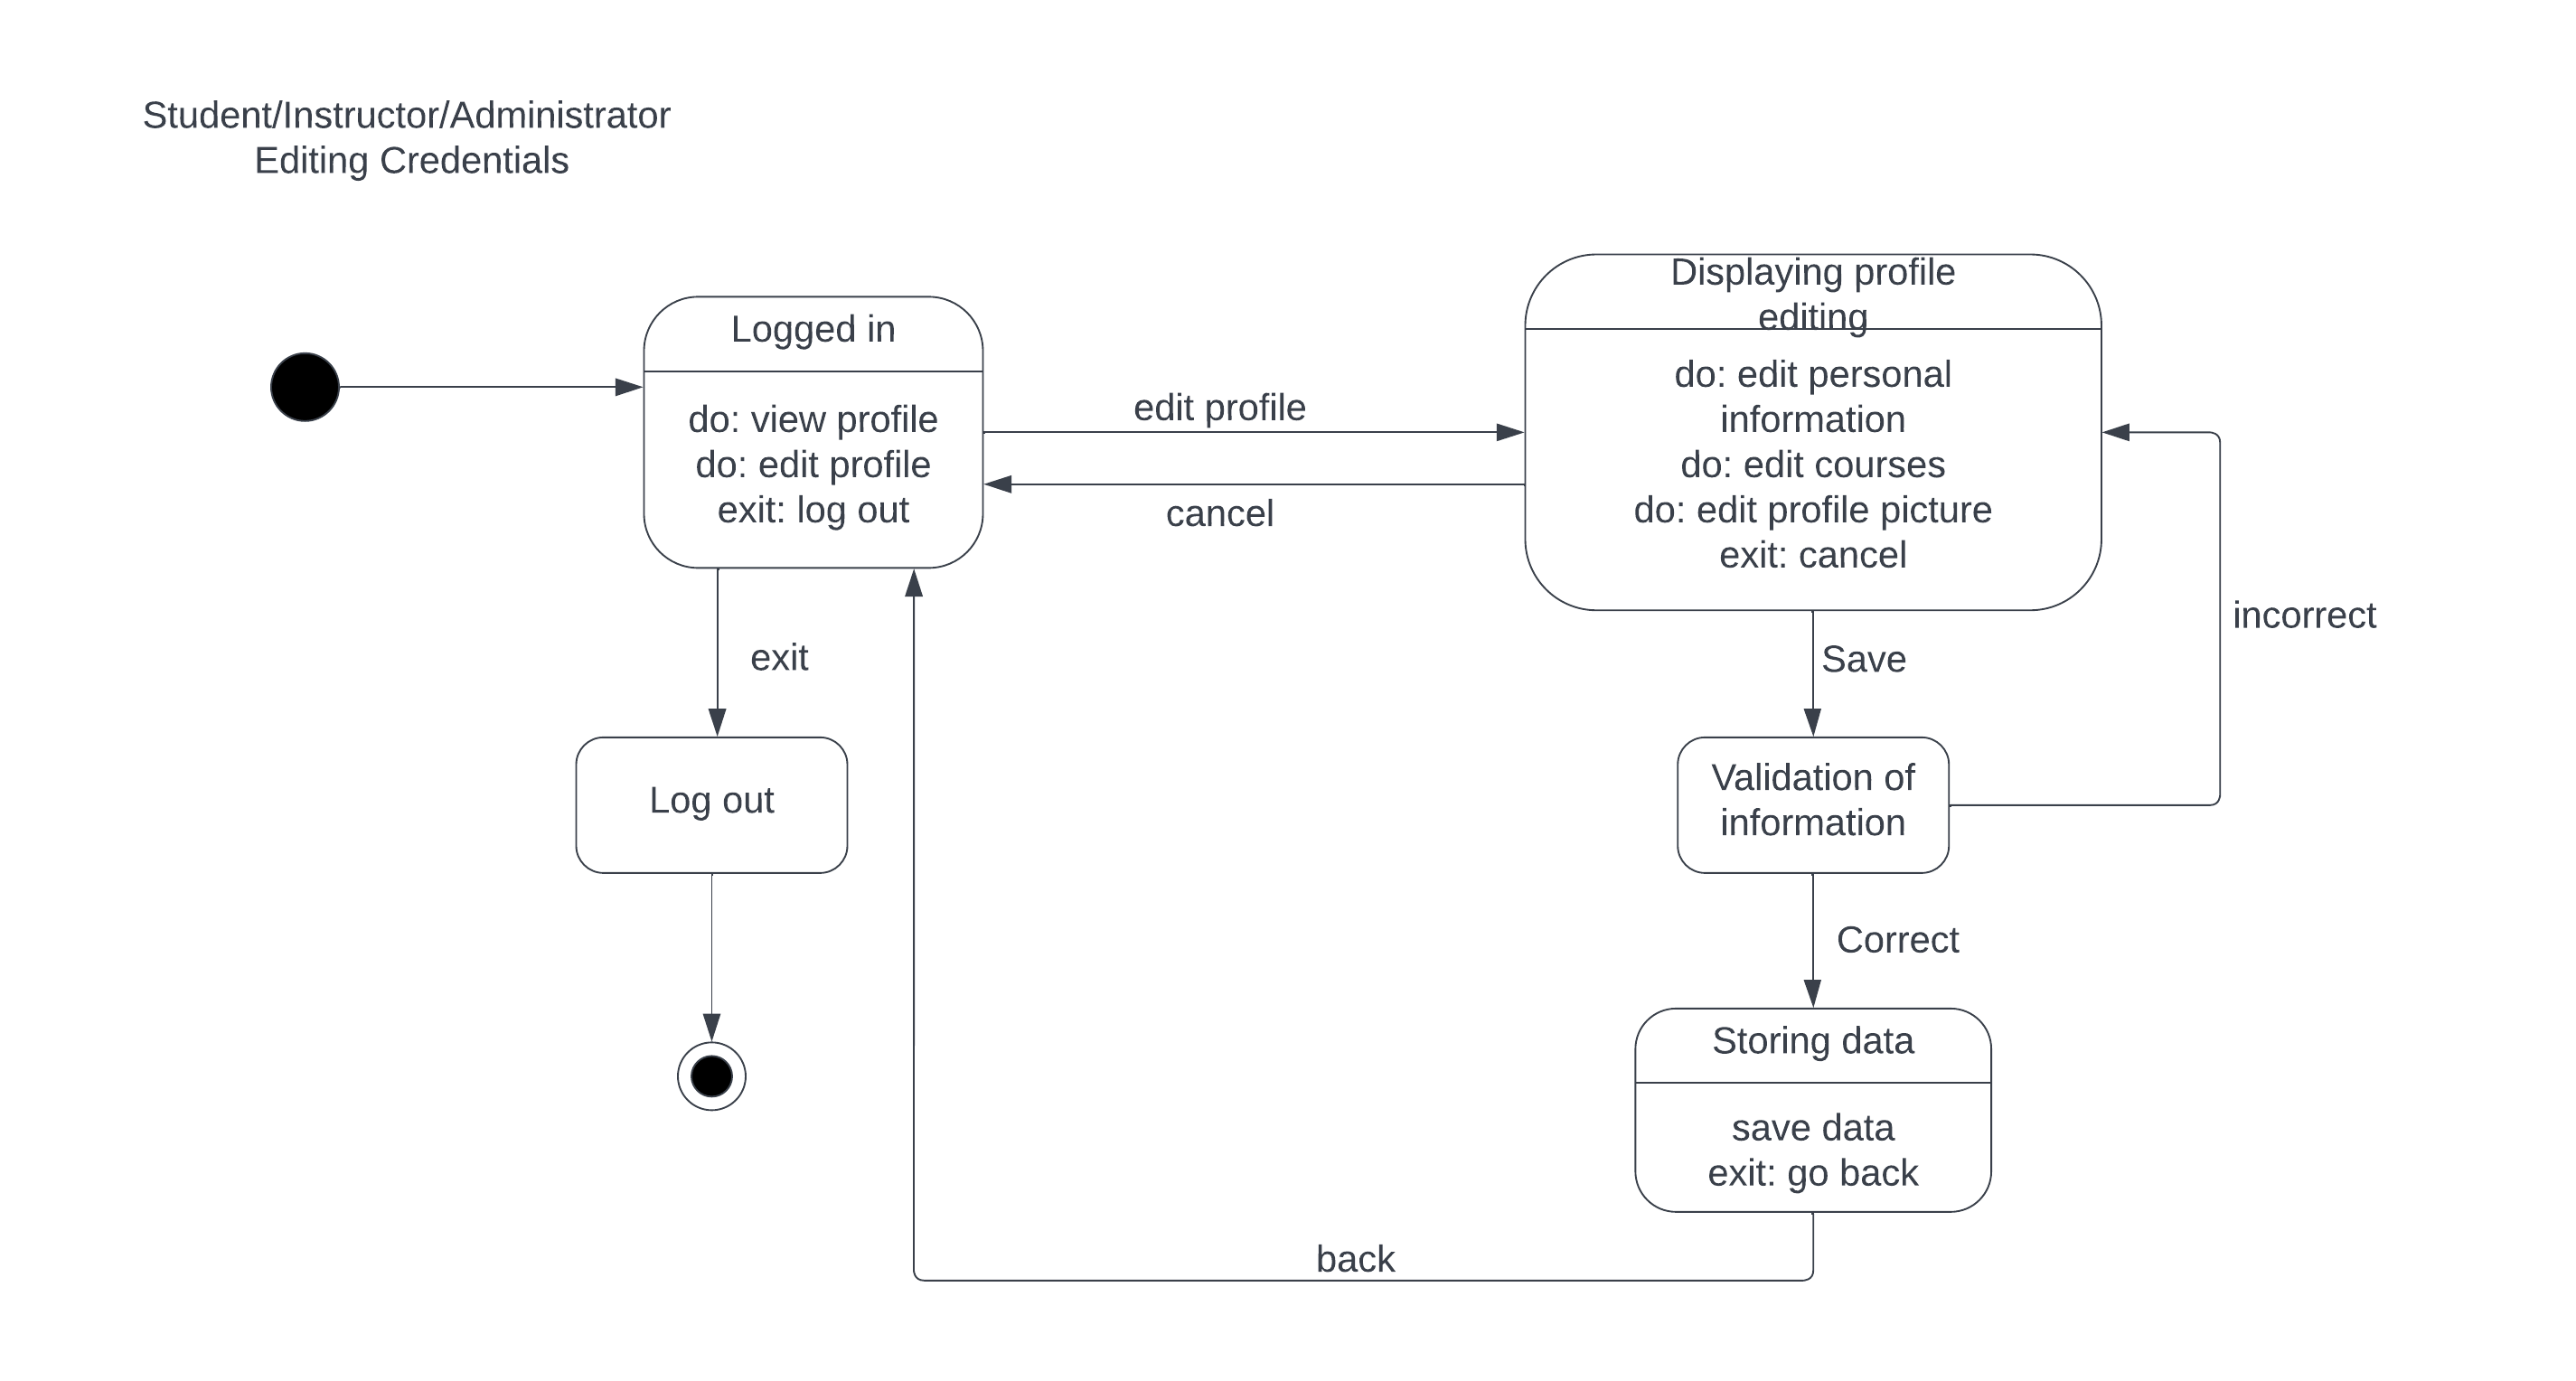 Student/Instructor/Administrator
Editing Credentials
Logged in
do: view profile
do: edit profile
exit: log out
edit profile
cancel
Displaying profile
editing
do: edit personal
information
do: edit courses
do: edit profile picture
exit: cancel
incorrect
exit
Save
Log out
Validation of
information
Correct
Storing data
save data
exit: go back
back